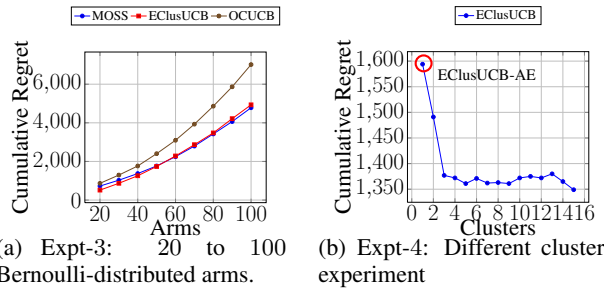 MOSS EClusUCB OCUCB
Cumulative Regret
6,000
4,000
2,000
0
20 40 60 80 100
Arms
(a) Expt-3: 20 to 100
Bernoulli-distributed arms.
EClusUCB
Cumulative Regret
1,600
1,550
1,500
1,450
1,400
1,350
EClusUCB-AE
0 2 4 6 8 10 12 14 16
Clusters
(b) Expt-4: Different cluster
experiment